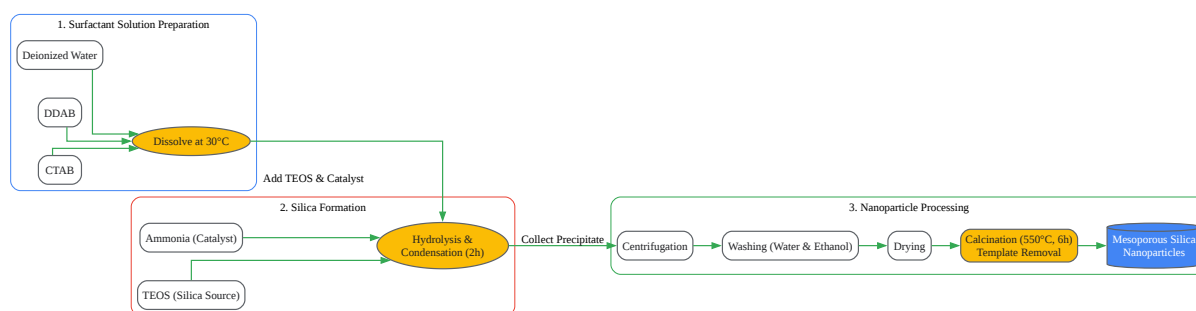 1. Surfactant Solution Preparation
Deionized Water
DDAB
Dissolve at 30°C
CTAB
Add TEOS & Catalyst
2. Silica Formation
Ammonia (Catalyst)
Hydrolysis &
Condensation (2h)
TEOS (Silica Source)
Collect Precipitate
3. Nanoparticle Processing
Centrifugation
Washing (Water & Ethanol)
Drying
Calcination (550°C, 6h)
Template Removal
Mesoporous Silica
Nanoparticles